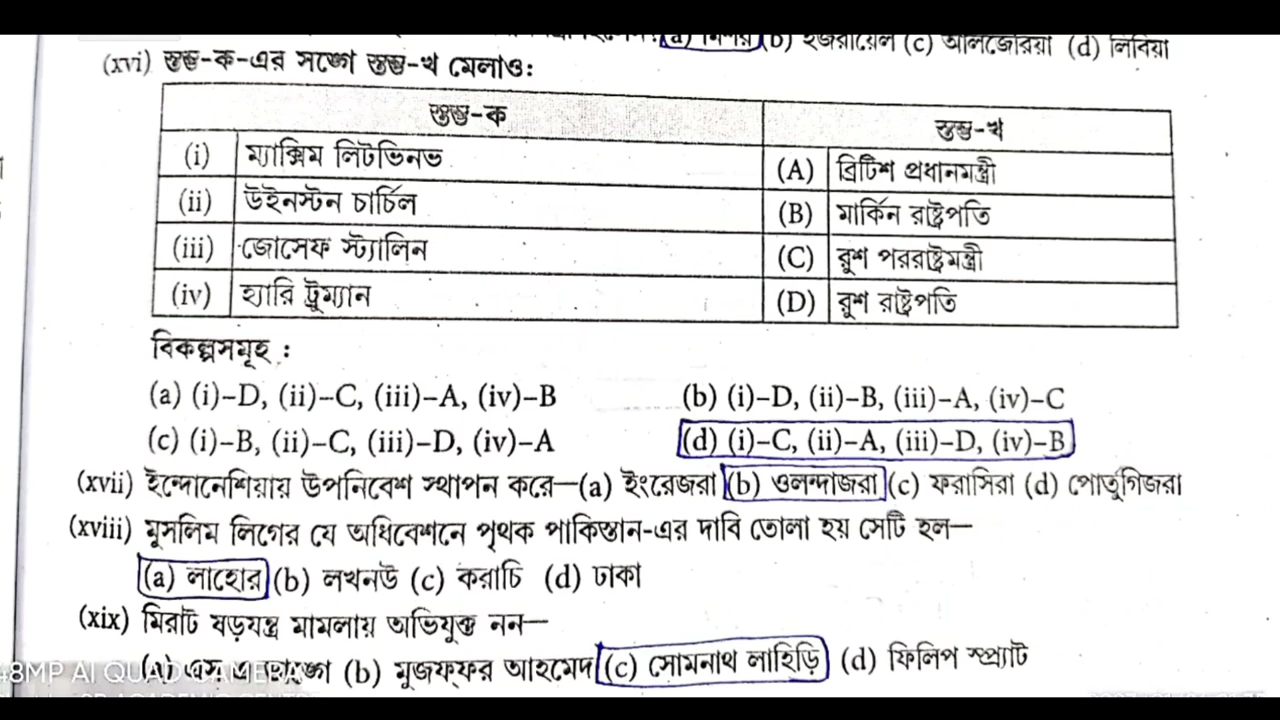 (b) ইজরায়েল (c) আলজেরিয়া (d) লিবিয়া
(xvi) স্তম্ভ-ক-এর সঙ্গে স্তম্ভ-খ মেলাও:
স্তম্ভ-ক স্তম্ভ-খ
(i) ম্যাক্সিম লিটভিনভ (A) ব্রিটিশ প্রধানমন্ত্রী
(ii) উইনস্টন চার্চিল (B) মার্কিন রাষ্ট্রপতি
(iii) জোসেফ স্ট্যালিন (C) রুশ পররাষ্ট্রমন্ত্রী
(iv) হ্যারি ট্রুম্যান (D) রুশ রাষ্ট্রপতি
বিকল্পসমূহ :
(a) (i)–D, (ii)–C, (iii)–A, (iv)–B (b) (i)–D, (ii)–B, (iii)–A, (iv)–C
(c) (i)–B, (ii)–C, (iii)–D, (iv)–A (d) (i)–C, (ii)–A, (iii)–D, (iv)–B
(xvii) ইন্দোনেশিয়ায় উপনিবেশ স্থাপন করে—(a) ইংরেজরা (b) ওলন্দাজরা (c) ফরাসিরা (d) পোর্তুগিজরা
(xviii) মুসলিম লিগের যে অধিবেশনে পৃথক পাকিস্তান-এর দাবি তোলা হয় সেটি হল—
(a) লাহোর (b) লখনউ (c) করাচি (d) ঢাকা
(xix) মিরাট ষড়যন্ত্র মামলায় অভিযুক্ত নন—
(b) মুজফ্‌ফর আহমেদ (c) সোমনাথ লাহিড়ি (d) ফিলিপ স্প্র্যাট
48MP AI QUAD CAMERA